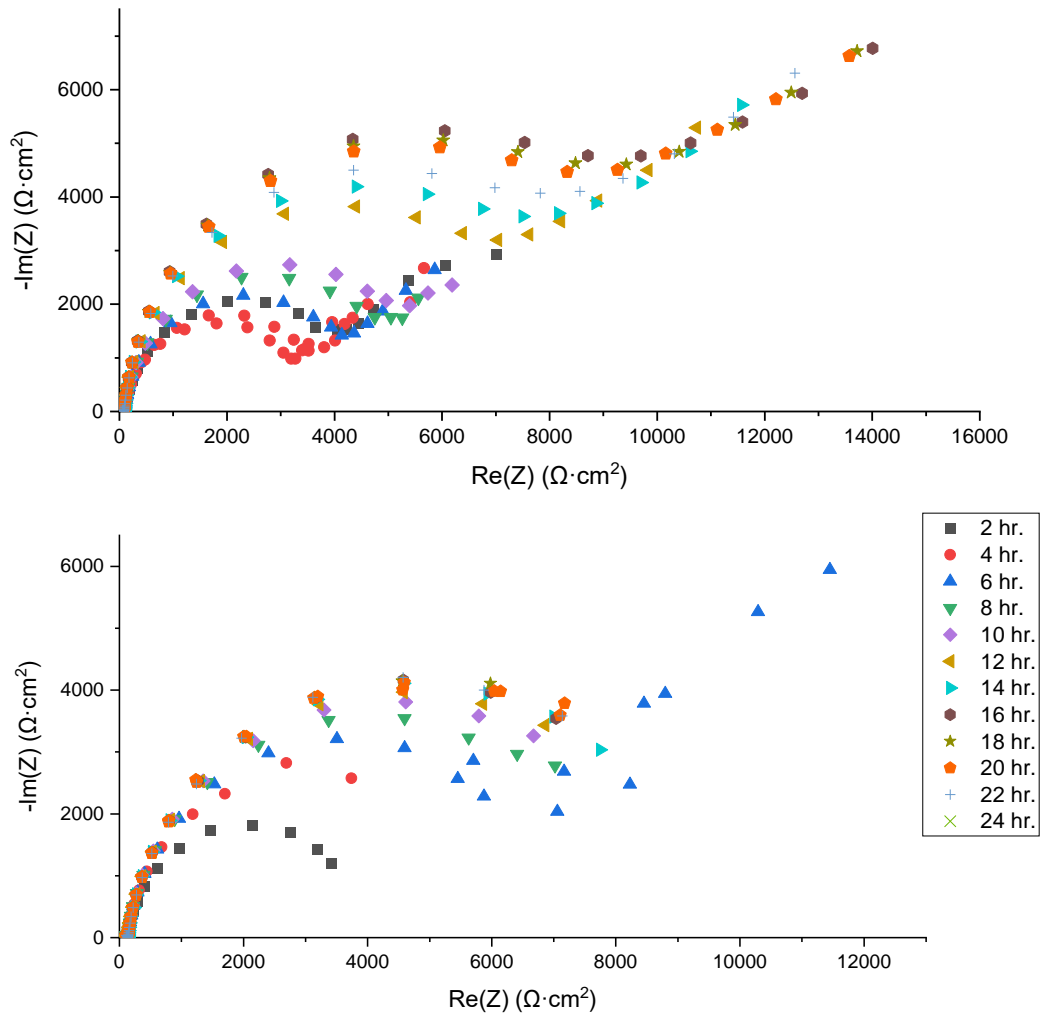 6000
4000
2000
0
0 2000 4000 6000 8000 10000 12000 14000 16000
-Im(Z) (Ω·cm²)
Re(Z) (Ω·cm²)
6000
4000
2000
0
0 2000 4000 6000 8000 10000 12000
-Im(Z) (Ω·cm²)
Re(Z) (Ω·cm²)
2 hr.
4 hr.
6 hr.
8 hr.
10 hr.
12 hr.
14 hr.
16 hr.
18 hr.
20 hr.
22 hr.
24 hr.